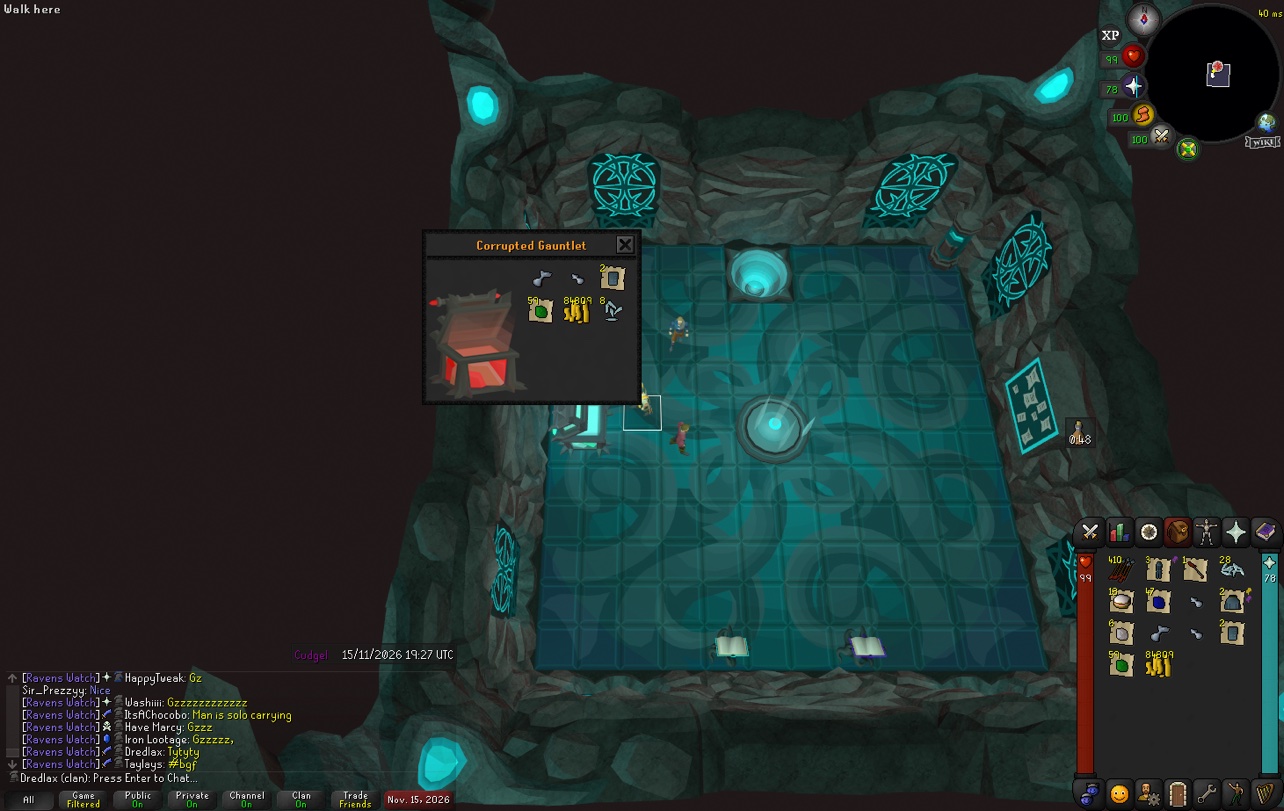 Walk here
40 ms
XP
99
78
100
100
WIKI
Corrupted Gauntlet
2
50
84809
8
0:48
410
3
1
28
99
78
18
47
2
6
2
50
84809
Cudgel 15/11/2026 19:27 UTC
[Ravens Watch] HappyTweak: Gz
Sir_Prezzyy: Nice
[Ravens Watch] Washiiii: Gzzzzzzzzzzzz
[Ravens Watch] ItsAChocobo: Man is solo carrying
[Ravens Watch] Have Marcy: Gzzz
[Ravens Watch] Iron Lootage: Gzzzzz,
[Ravens Watch] Dredlax: Tytyty
[Ravens Watch] Taylays: #bgf
Dredlax (clan): Press Enter to Chat...
All
Game
Filtered
Public
On
Private
On
Channel
On
Clan
On
Trade
Friends
Nov. 15, 2026